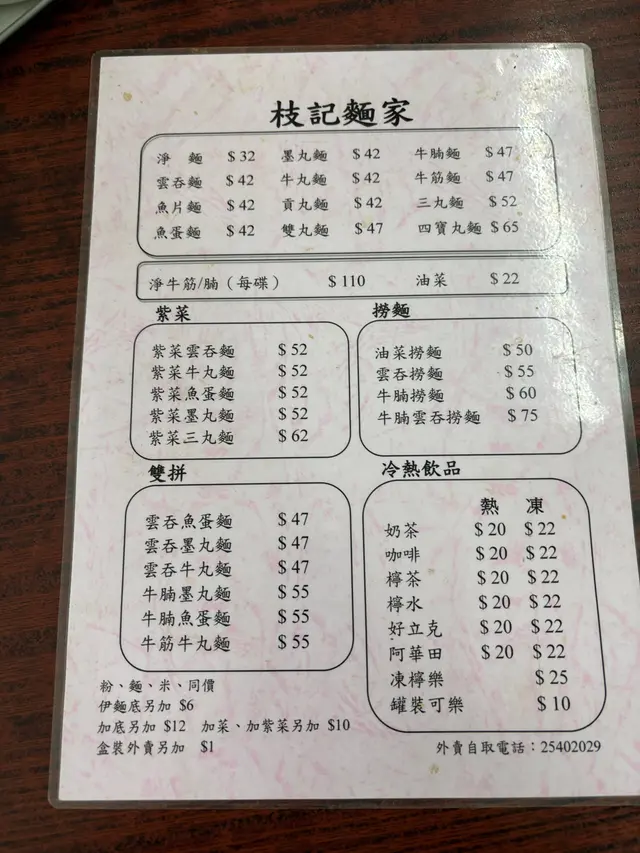 枝記麵家
淨 麵 $32 墨丸麵 $42 牛腩麵 $47
雲吞麵 $42 牛丸麵 $42 牛筋麵 $47
魚片麵 $42 貢丸麵 $42 三丸麵 $52
魚蛋麵 $42 雙丸麵 $47 四寶丸麵 $65
淨牛筋/腩（每碟） $110 油菜 $22
紫菜
紫菜雲吞麵 $52
紫菜牛丸麵 $52
紫菜魚蛋麵 $52
紫菜墨丸麵 $52
紫菜三丸麵 $62
撈麵
油菜撈麵 $50
雲吞撈麵 $55
牛腩撈麵 $60
牛腩雲吞撈麵 $75
雙拼
雲吞魚蛋麵 $47
雲吞墨丸麵 $47
雲吞牛丸麵 $47
牛腩墨丸麵 $55
牛腩魚蛋麵 $55
牛筋牛丸麵 $55
冷熱飲品
熱 凍
奶茶 $20 $22
咖啡 $20 $22
檸茶 $20 $22
檸水 $20 $22
好立克 $20 $22
阿華田 $20 $22
凍檸樂 $25
罐裝可樂 $10
粉、麵、米、同價
伊麵底另加 $6
加底另加 $12 加菜、加紫菜另加 $10
盒裝外賣另加 $1
外賣自取電話：25402029